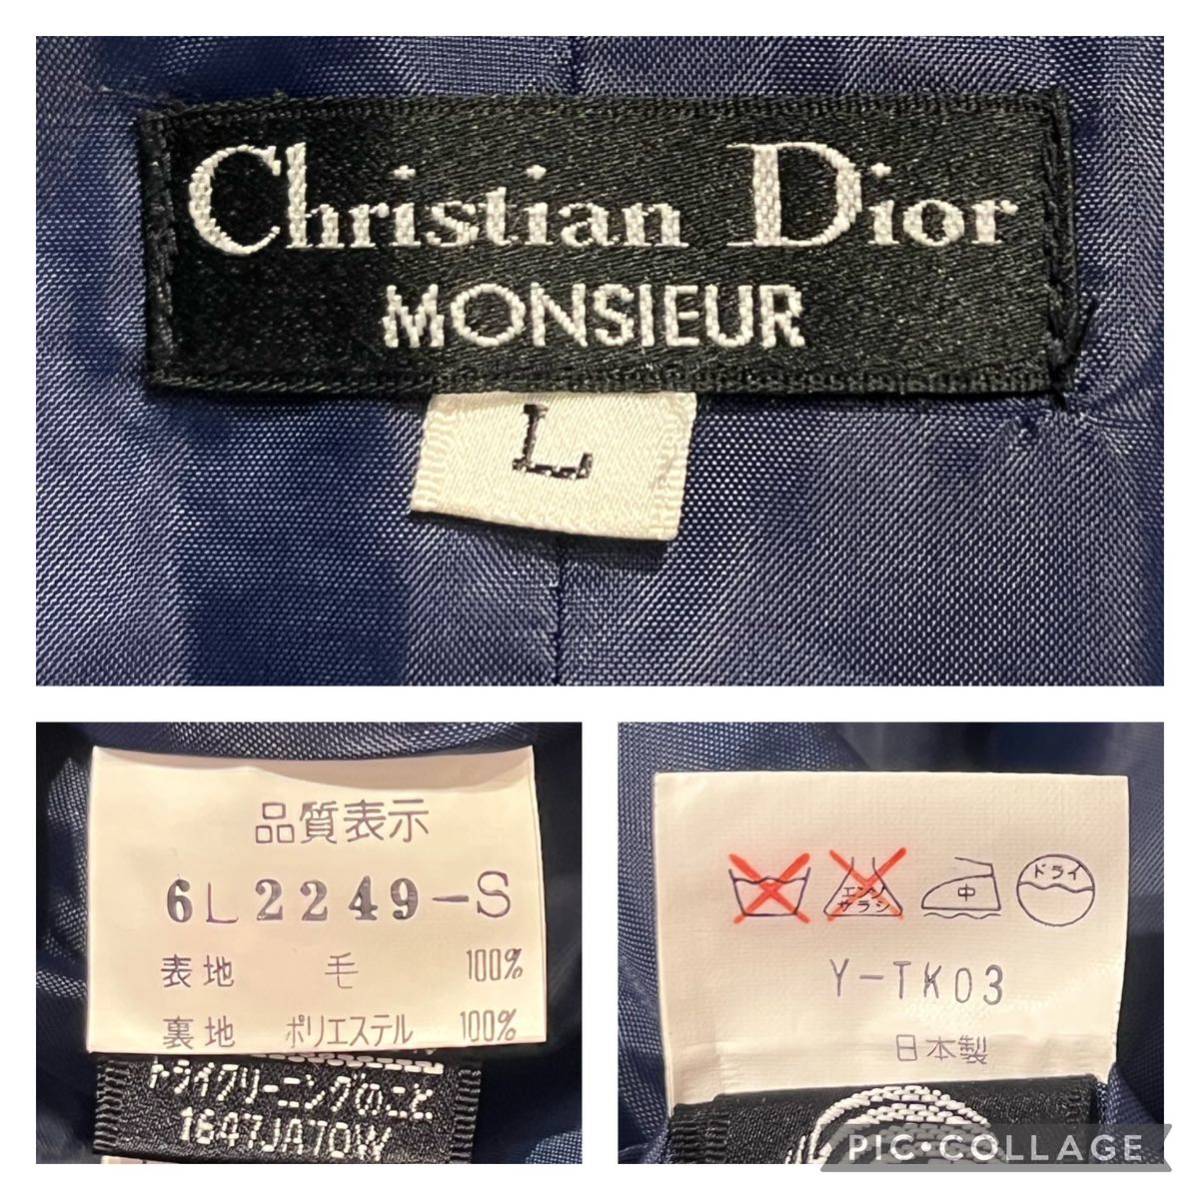 Christian Dior
MONSIEUR
L
品質表示
6L2249-S
表地 毛 100%
裏地 ポリエステル 100%
ドライクリーニングのこと
1647JA70W
エンソ
サラシ
中
ドライ
Y-TK03
日本製
PIC•COLLAGE